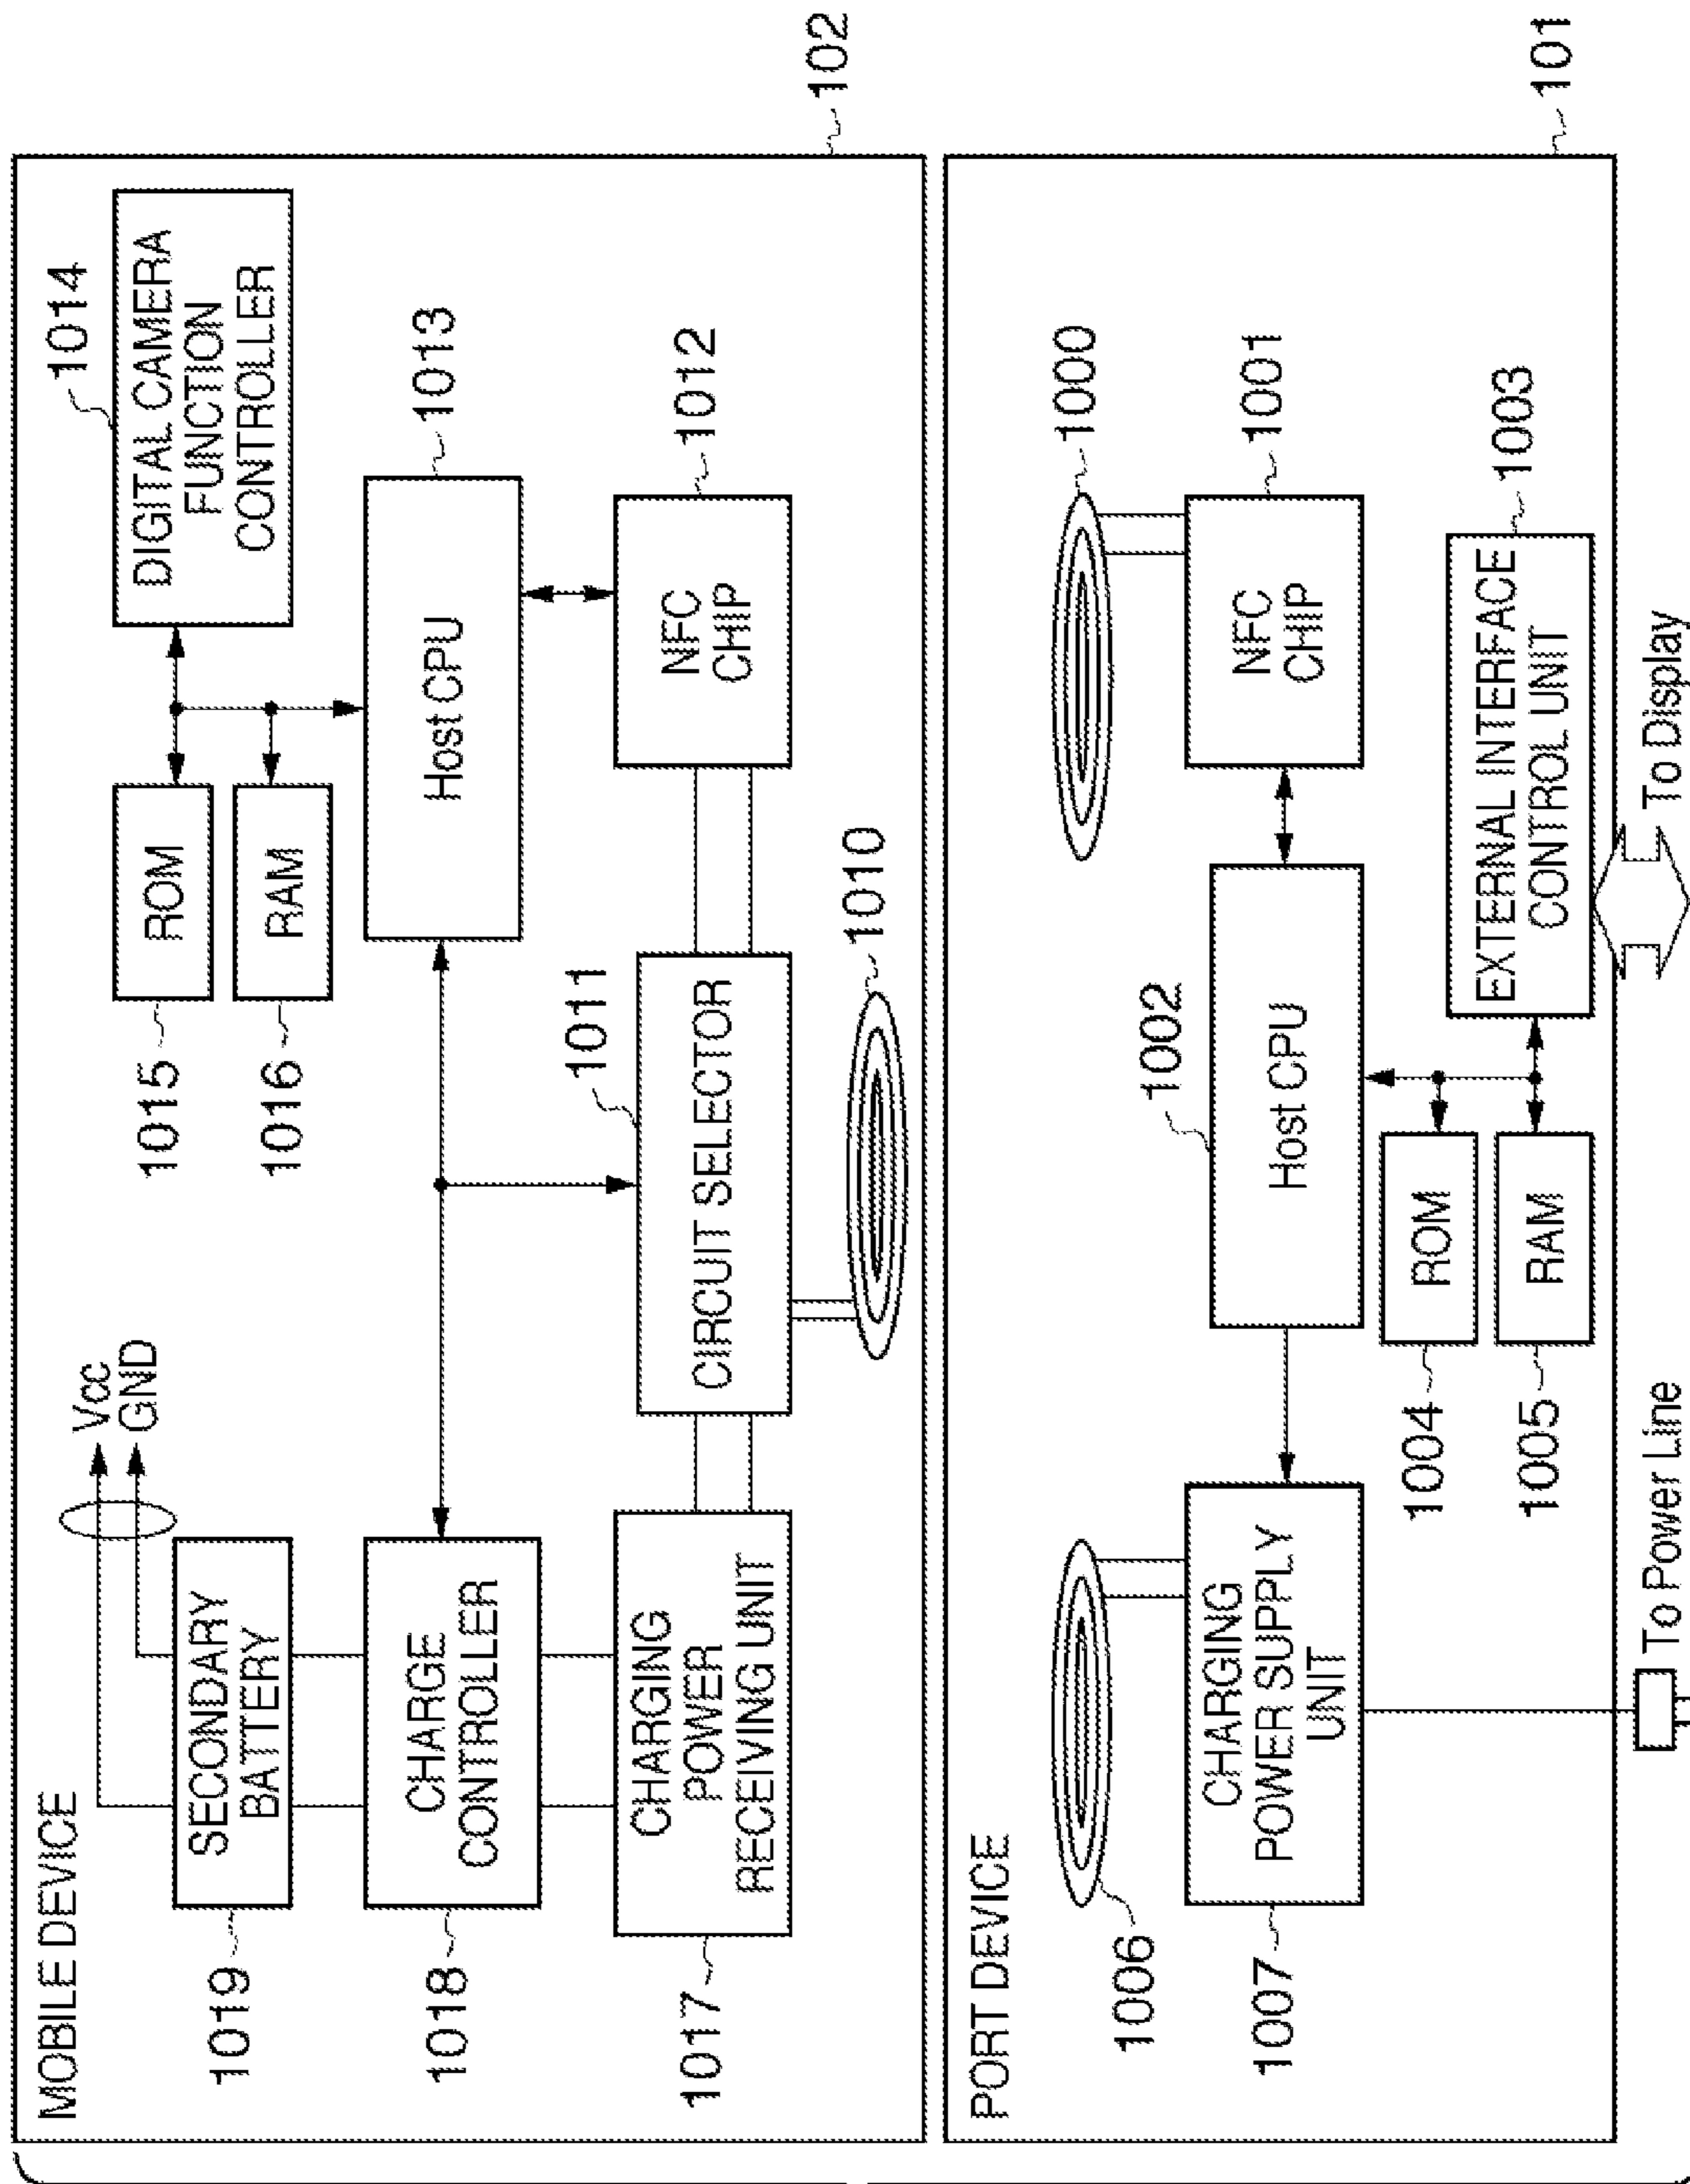 MOBILE DEVICE
102
Vcc
GND
1014
DIGITAL CAMERA
FUNCTION
CONTROLLER
1015
ROM
1016
RAM
1019
SECONDARY
BATTERY
1018
CHARGE
CONTROLLER
Host CPU
1013
1017
CHARGING
POWER
RECEIVING UNIT
1011
CIRCUIT SELECTOR
NFC
CHIP
1012
1010
PORT DEVICE
101
1006
1000
1007
CHARGING
POWER SUPPLY
UNIT
1002
Host CPU
NFC
CHIP
1001
1004
ROM
1005
RAM
EXTERNAL INTERFACE
CONTROL UNIT
1003
To Power Line
To Display